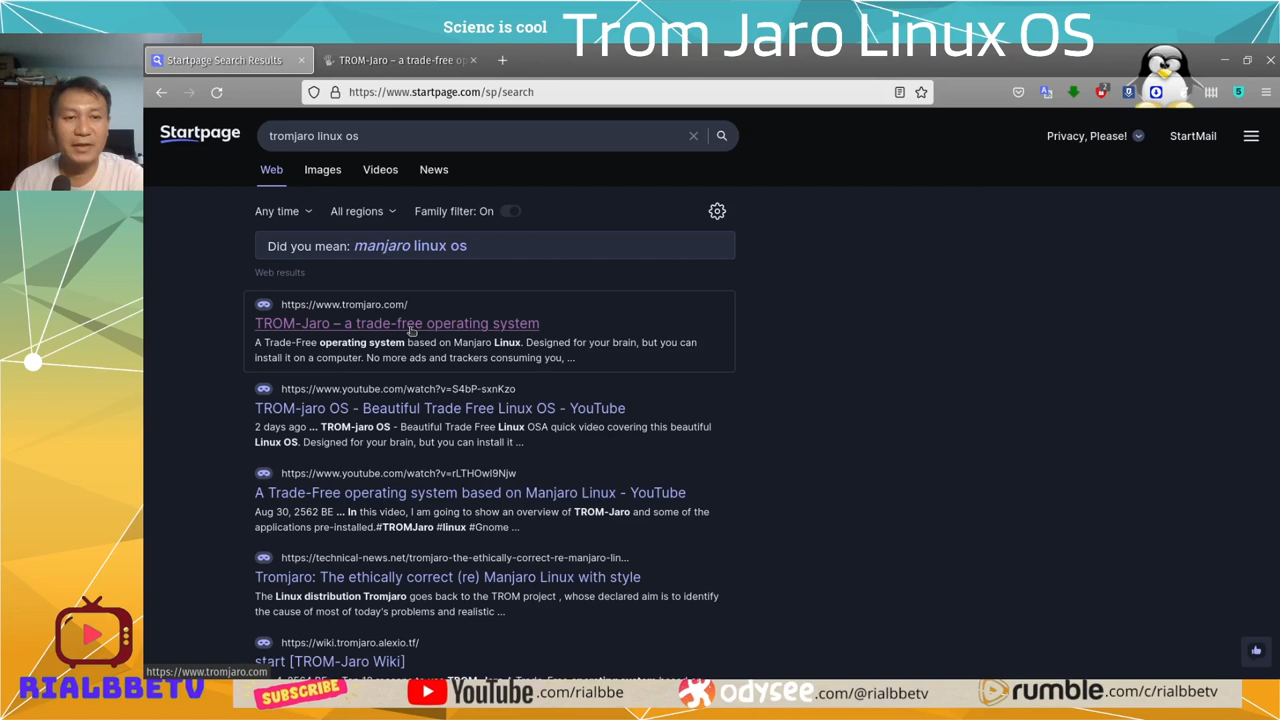 Scienc is cool
Trom Jaro Linux OS
Startpage Search Results
TROM-Jaro – a trade-free op
https://www.startpage.com/sp/search
5
Startpage
tromjaro linux os
Privacy, Please!
StartMail
Web
Images
Videos
News
Any time
All regions
Family filter: On
Did you mean: manjaro linux os
Web results
https://www.tromjaro.com/
TROM-Jaro – a trade-free operating system
A Trade-Free operating system based on Manjaro Linux. Designed for your brain, but you can
install it on a computer. No more ads and trackers consuming you, ...
https://www.youtube.com/watch?v=S4bP-sxnKzo
TROM-jaro OS - Beautiful Trade Free Linux OS - YouTube
2 days ago ... TROM-jaro OS - Beautiful Trade Free Linux OSA quick video covering this beautiful
Linux OS. Designed for your brain, but you can install it ...
https://www.youtube.com/watch?v=rLTHOwI9Njw
A Trade-Free operating system based on Manjaro Linux - YouTube
Aug 30, 2562 BE ... In this video, I am going to show an overview of TROM-Jaro and some of the
applications pre-installed.#TROMJaro #linux #Gnome ...
https://technical-news.net/tromjaro-the-ethically-correct-re-manjaro-lin...
Tromjaro: The ethically correct (re) Manjaro Linux with style
The Linux distribution Tromjaro goes back to the TROM project , whose declared aim is to identify
the cause of most of today's problems and realistic ...
https://wiki.tromjaro.alexio.tf/
start [TROM-Jaro Wiki]
https://www.tromjaro.com
RIALBBETV
SUBSCRIBE
YouTube.com/rialbbe
odysee.com/@rialbbetv
rumble.com/c/rialbbetv